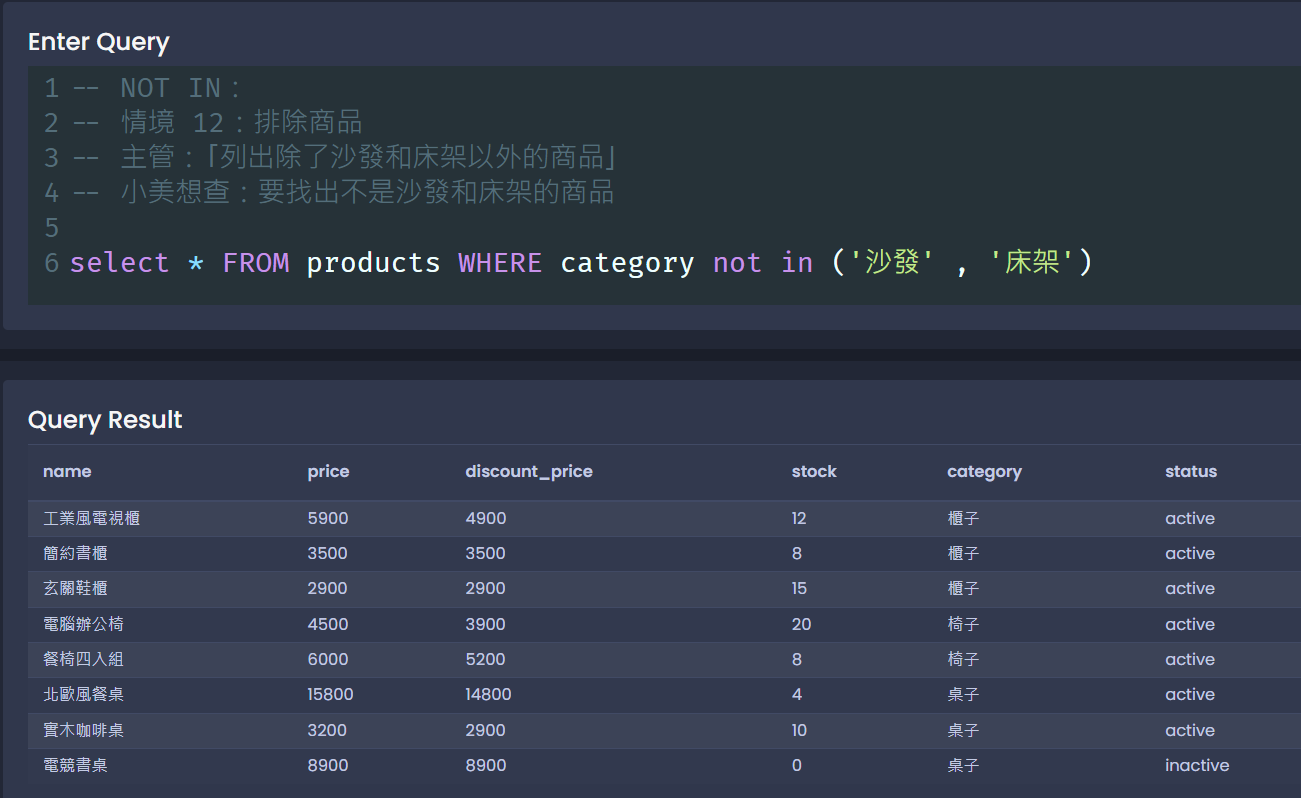 Enter Query
1 -- NOT IN：
2 -- 情境 12：排除商品
3 -- 主管：「列出除了沙發和床架以外的商品」
4 -- 小美想查：要找出不是沙發和床架的商品
5
6 select * FROM products WHERE category not in ('沙發' , '床架')
Query Result
name price discount_price stock category status
工業風電視櫃 5900 4900 12 櫃子 active
簡約書櫃 3500 3500 8 櫃子 active
玄關鞋櫃 2900 2900 15 櫃子 active
電腦辦公椅 4500 3900 20 椅子 active
餐椅四入組 6000 5200 8 椅子 active
北歐風餐桌 15800 14800 4 桌子 active
實木咖啡桌 3200 2900 10 桌子 active
電競書桌 8900 8900 0 桌子 inactive